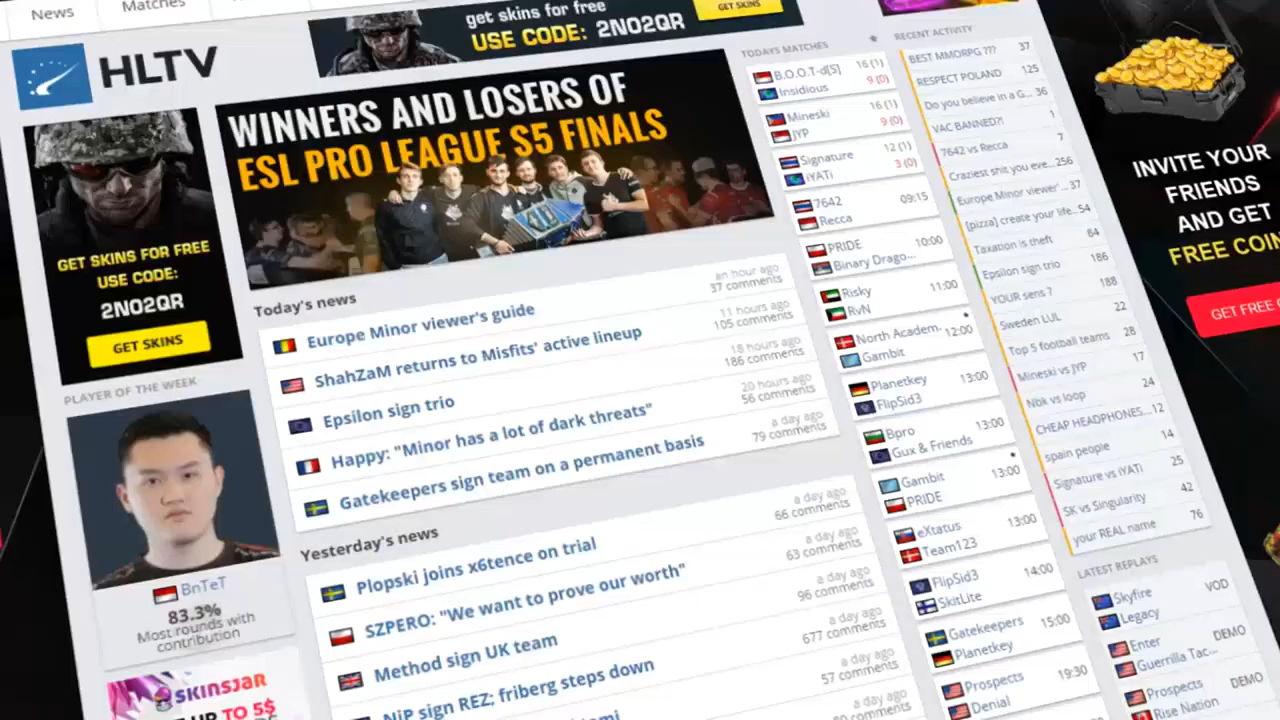 News
Matches
HLTV
get skins for free
USE CODE: 2NO2QR
GET SKINS
GET SKINS FOR FREE
USE CODE:
2NO2QR
GET SKINS
PLAYER OF THE WEEK
BnTeT
83.3%
Most rounds with
contribution
SKINSJAR
UP TO 5$
WINNERS AND LOSERS OF
ESL PRO LEAGUE S5 FINALS
Today's news
Europe Minor viewer's guide
an hour ago
37 comments
ShahZaM returns to Misfits' active lineup
11 hours ago
105 comments
Epsilon sign trio
18 hours ago
186 comments
Happy: "Minor has a lot of dark threats"
20 hours ago
56 comments
Gatekeepers sign team on a permanent basis
a day ago
79 comments
Yesterday's news
Plopski joins x6tence on trial
a day ago
66 comments
SZPERO: "We want to prove our worth"
a day ago
63 comments
Method sign UK team
a day ago
96 comments
NiP sign REZ; friberg steps down
a day ago
677 comments
a day ago
57 comments
a day ago
TODAYS MATCHES
B.O.O.T-d[S] 16 (1)
Insidious 9 (0)
Mineski 16 (1)
JYP 9 (0)
Signature 12 (1)
iYATi 3 (0)
7642 09:15
Recca
PRIDE 10:00
Binary Drago...
Risky 11:00
RvN
North Academ. 12:00
Gambit
Planetkey 13:00
FlipSid3
Bpro 13:00
Gux & Friends
Gambit 13:00
PRIDE
eXtatus 13:00
Team123
FlipSid3 14:00
SkitLite
Gatekeepers 15:00
Planetkey
Prospects 19:30
Denial
RECENT ACTIVITY
BEST MMORPG ??? 37
RESPECT POLAND 125
Do you believe in a G... 36
VAC BANNED?! 1
7642 vs Recca 7
Craziest shit you eve... 256
Europe Minor viewer'... 37
[pizza] create your life... 54
Taxation is theft 64
Epsilon sign trio 186
YOUR sens ? 188
Sweden LUL 22
Top 5 football teams 28
Mineski vs JYP 17
Nbk vs loop 24
CHEAP HEADPHONES... 12
spain people 14
Signature vs iYATi 25
SK vs Singularity 42
your REAL name 76
LATEST REPLAYS
Skyfire VOD
Legacy
Enter DEMO
Guerrilla Tac...
Prospects DEMO
Rise Nation
INVITE YOUR
FRIENDS
AND GET
FREE COIN
GET FREE